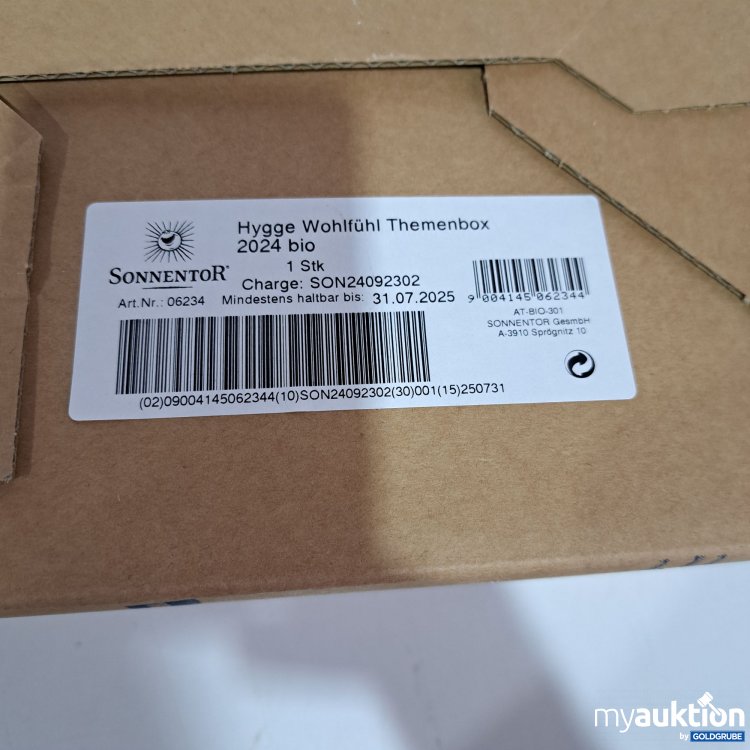 Hygge Wohlfühl Themenbox
2024 bio
1 Stk
SONNENTOR®
Charge: SON24092302
Art.Nr.: 06234 Mindestens haltbar bis: 31.07.2025
9 004145 062344
AT-BIO-301
SONNENTOR GesmbH
A-3910 Sprögnitz 10
(02)09004145062344(10)SON24092302(30)001(15)250731
myauktion
by GOLDGRUBE